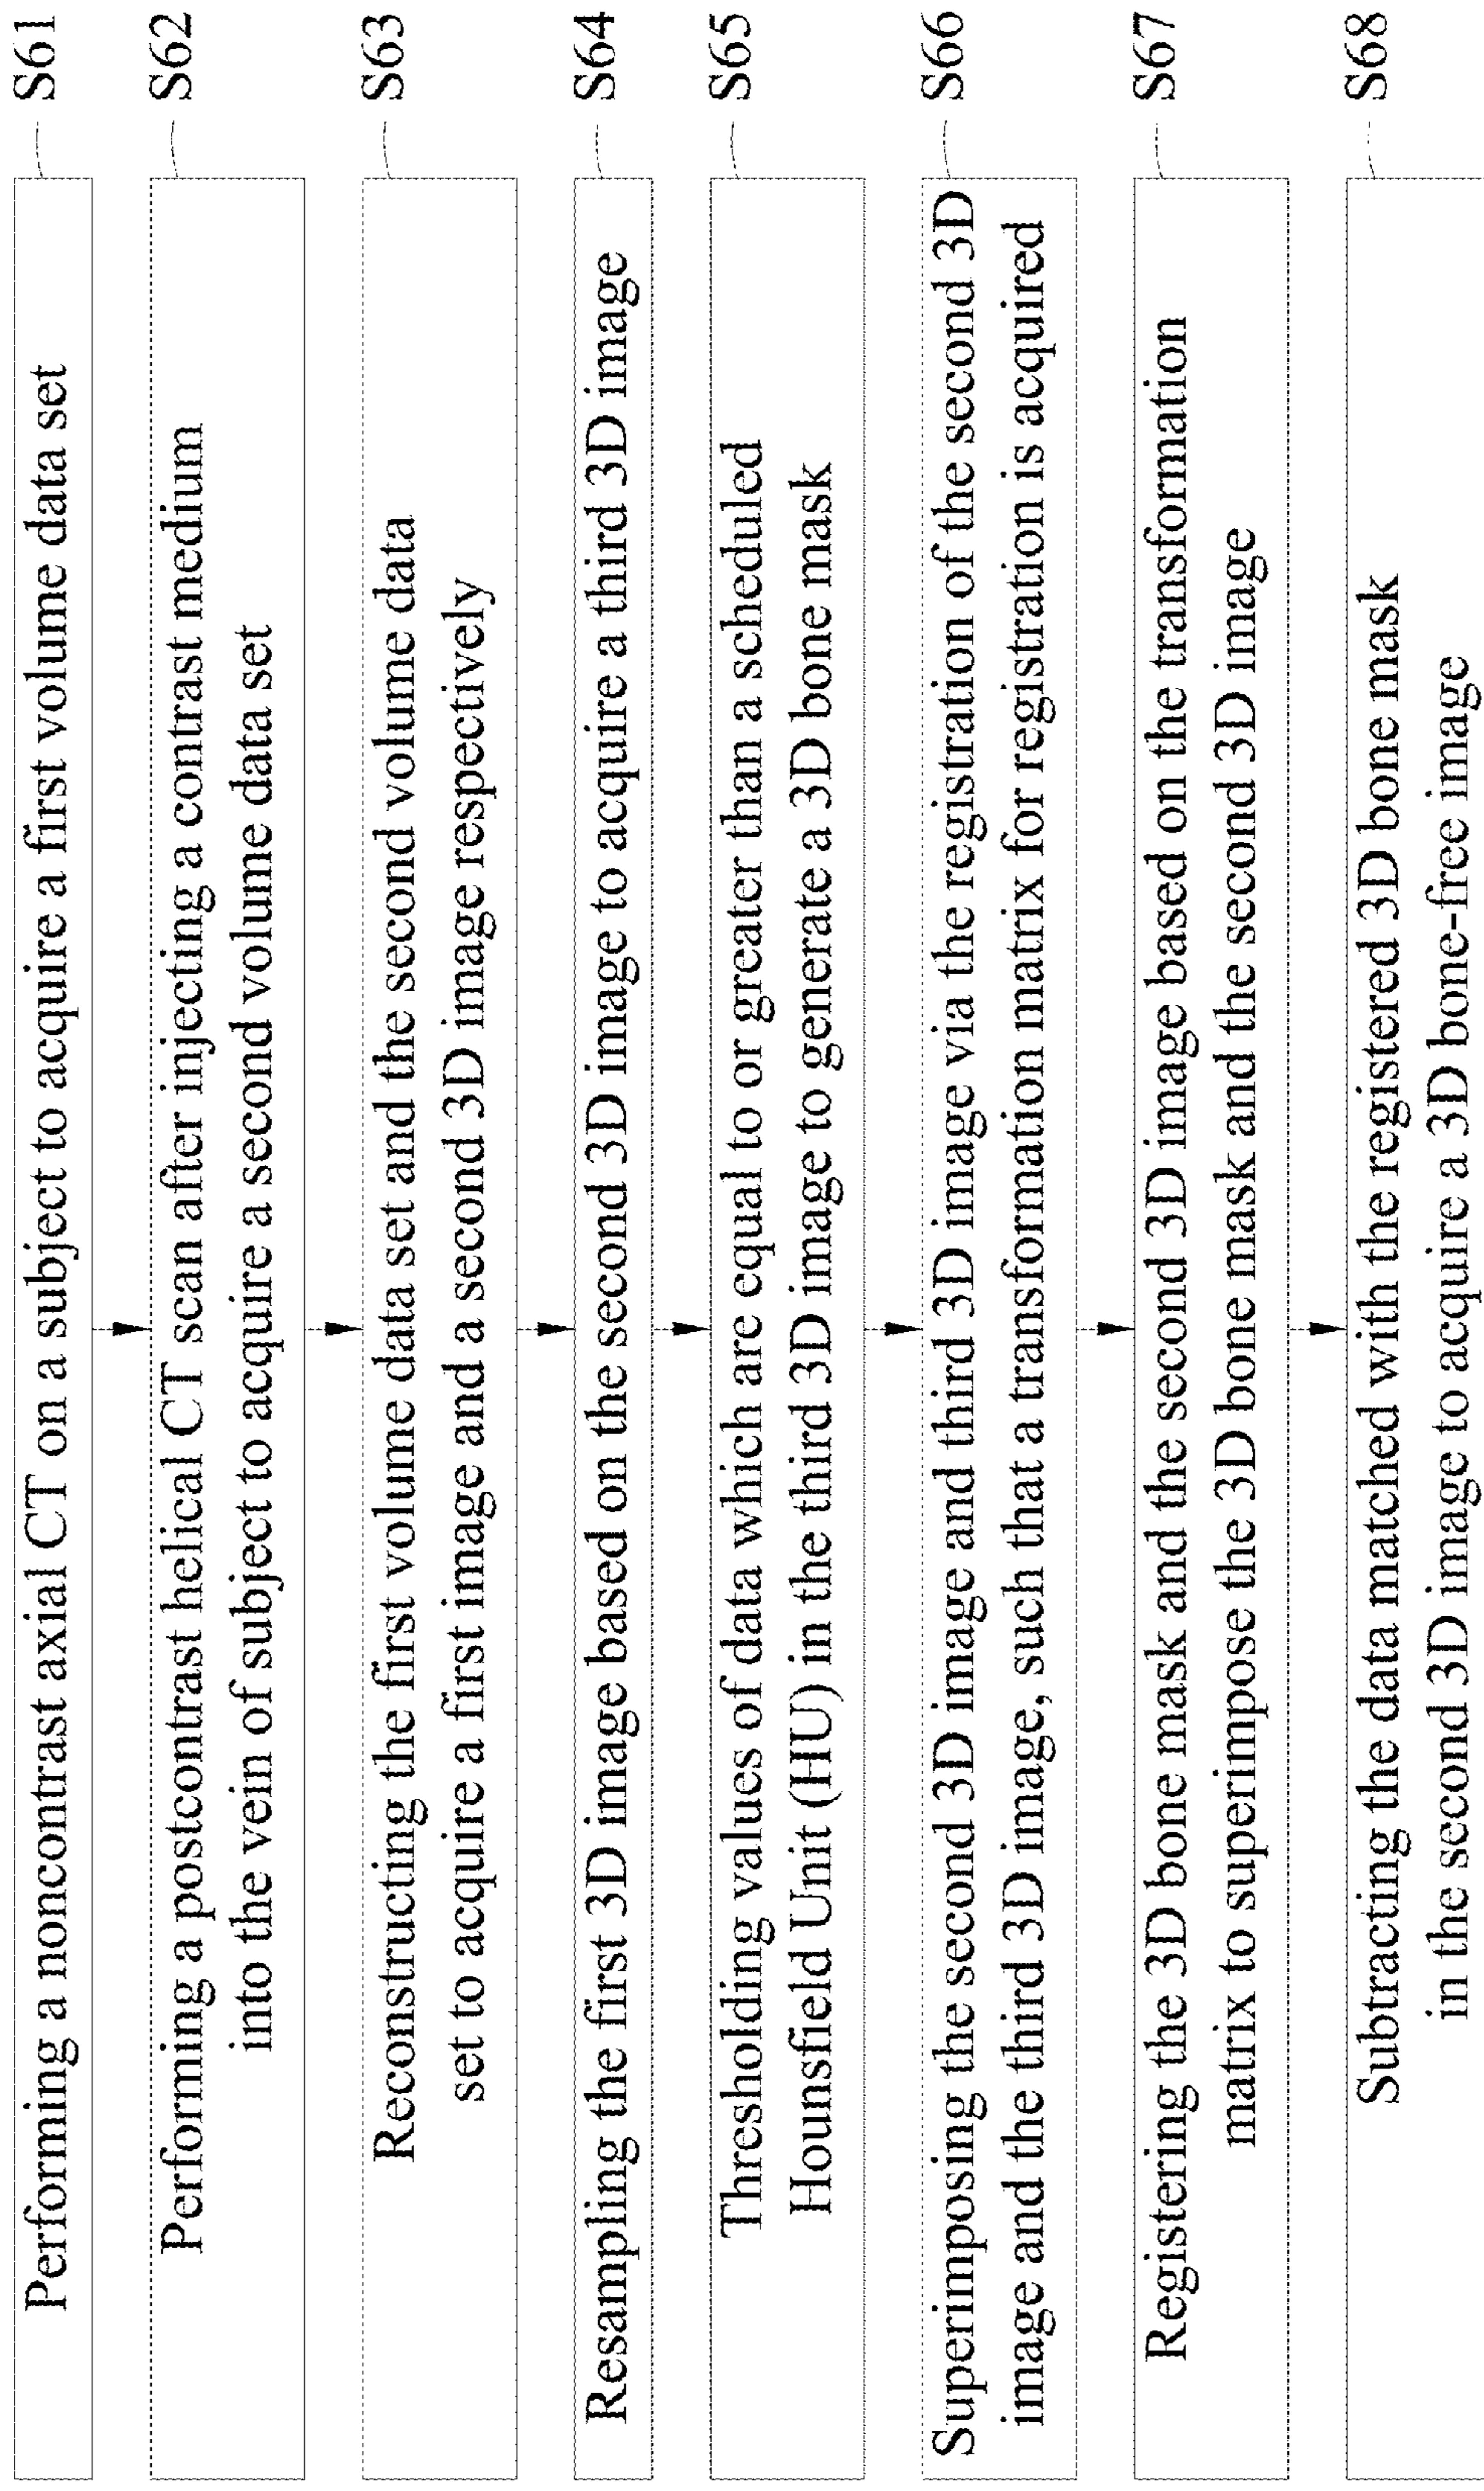 Performing a noncontrast axial CT on a subject to acquire a first volume data set
S61
Performing a postcontrast helical CT scan after injecting a contrast medium
into the vein of subject to acquire a second volume data set
S62
Reconstructing the first volume data set and the second volume data
set to acquire a first image and a second 3D image respectively
S63
Resampling the first 3D image based on the second 3D image to acquire a third 3D image
S64
Thresholding values of data which are equal to or greater than a scheduled
Hounsfield Unit (HU) in the third 3D image to generate a 3D bone mask
S65
Superimposing the second 3D image and third 3D image via the registration of the second 3D
image and the third 3D image, such that a transformation matrix for registration is acquired
S66
Registering the 3D bone mask and the second 3D image based on the transformation
matrix to superimpose the 3D bone mask and the second 3D image
S67
Subtracting the data matched with the registered 3D bone mask
in the second 3D image to acquire a 3D bone-free image
S68